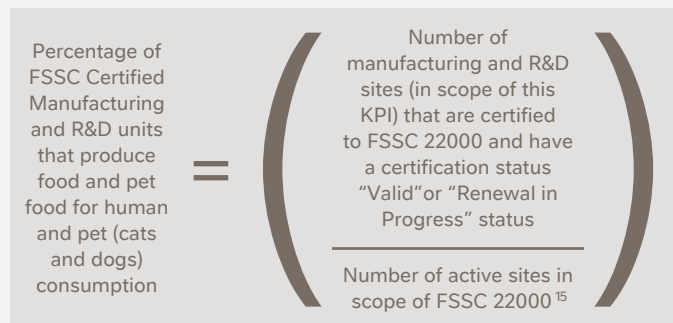 Percentage of
FSSC Certified
Manufacturing
and R&D units
that produce
food and pet
food for human
and pet (cats
and dogs)
consumption
=
Number of
manufacturing and R&D
sites (in scope of this
KPI) that are certified
to FSSC 22000 and have
a certification status
“Valid”or “Renewal in
Progress” status
Number of active sites in
scope of FSSC 22000 15